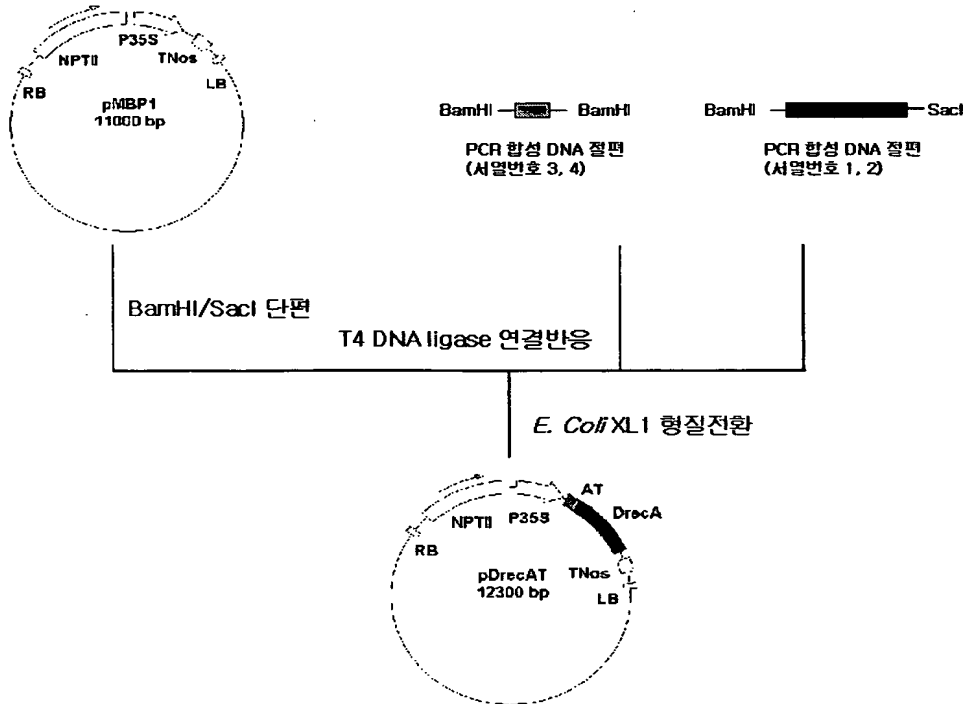 P35S
NPTII
TNos
RB
LB
pMBP1
11000 bp
BamHI
BamHI
BamHI
SacI
PCR 합성 DNA 절편
(서열번호 3, 4)
PCR 합성 DNA 절편
(서열번호 1, 2)
BamHI/SacI 단편
T4 DNA ligase 연결반응
E. Coli XL1 형질전환
AT
NPTII
P35S
DrecA
RB
pDrecAT
12300 bp
TNos
LB